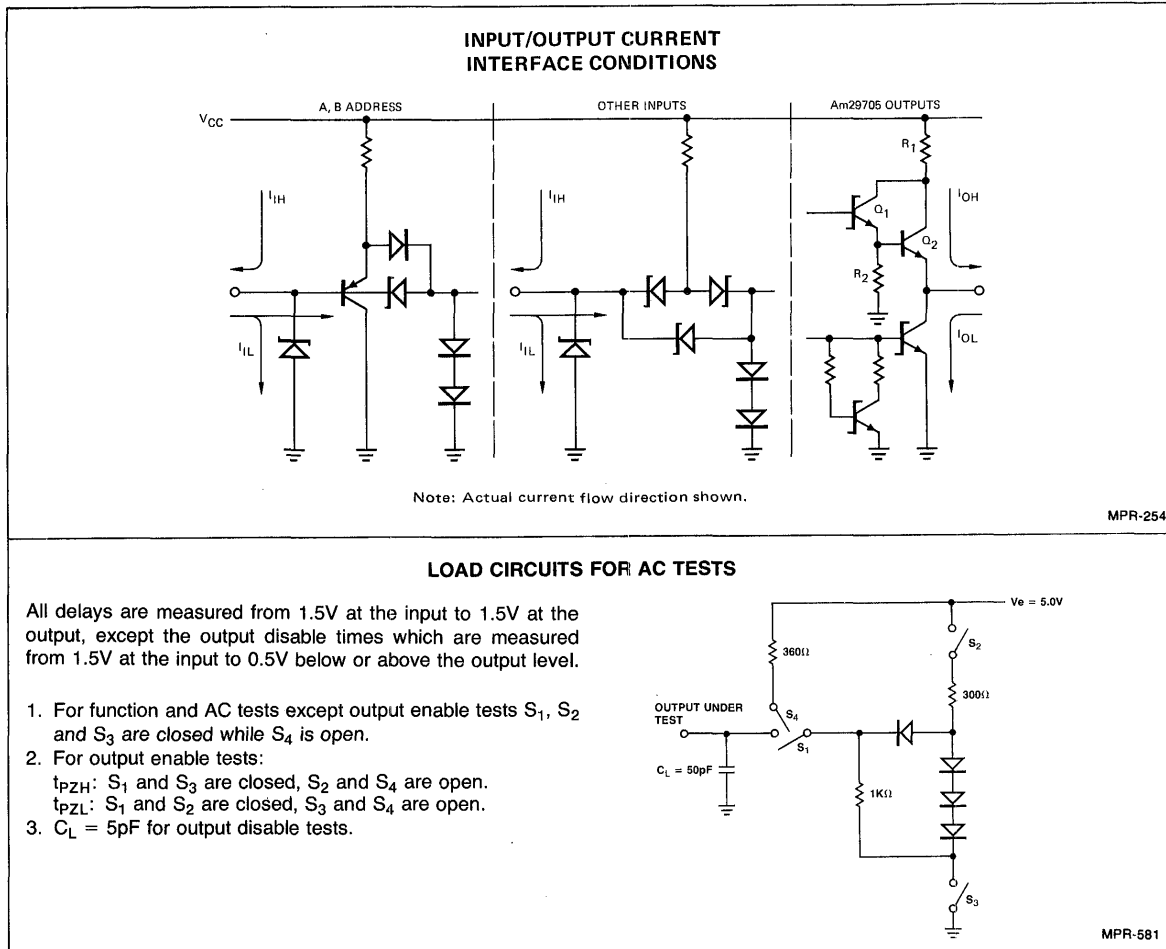 INPUT/OUTPUT CURRENT
INTERFACE CONDITIONS
A, B ADDRESS
OTHER INPUTS
Am29705 OUTPUTS
VCC
R1
IIH
IIH
Q1
IOH
Q2
R2
IIL
IIL
IOL
Note: Actual current flow direction shown.
MPR-254
LOAD CIRCUITS FOR AC TESTS
All delays are measured from 1.5V at the input to 1.5V at the
output, except the output disable times which are measured
from 1.5V at the input to 0.5V below or above the output level.
1. For function and AC tests except output enable tests S1, S2
and S3 are closed while S4 is open.
2. For output enable tests:
tPZH: S1 and S3 are closed, S2 and S4 are open.
tPZL: S1 and S2 are closed, S3 and S4 are open.
3. CL = 5pF for output disable tests.
Ve = 5.0V
S2
360Ω
300Ω
OUTPUT UNDER
TEST
S4
S1
CL = 50pF
1KΩ
S3
MPR-581